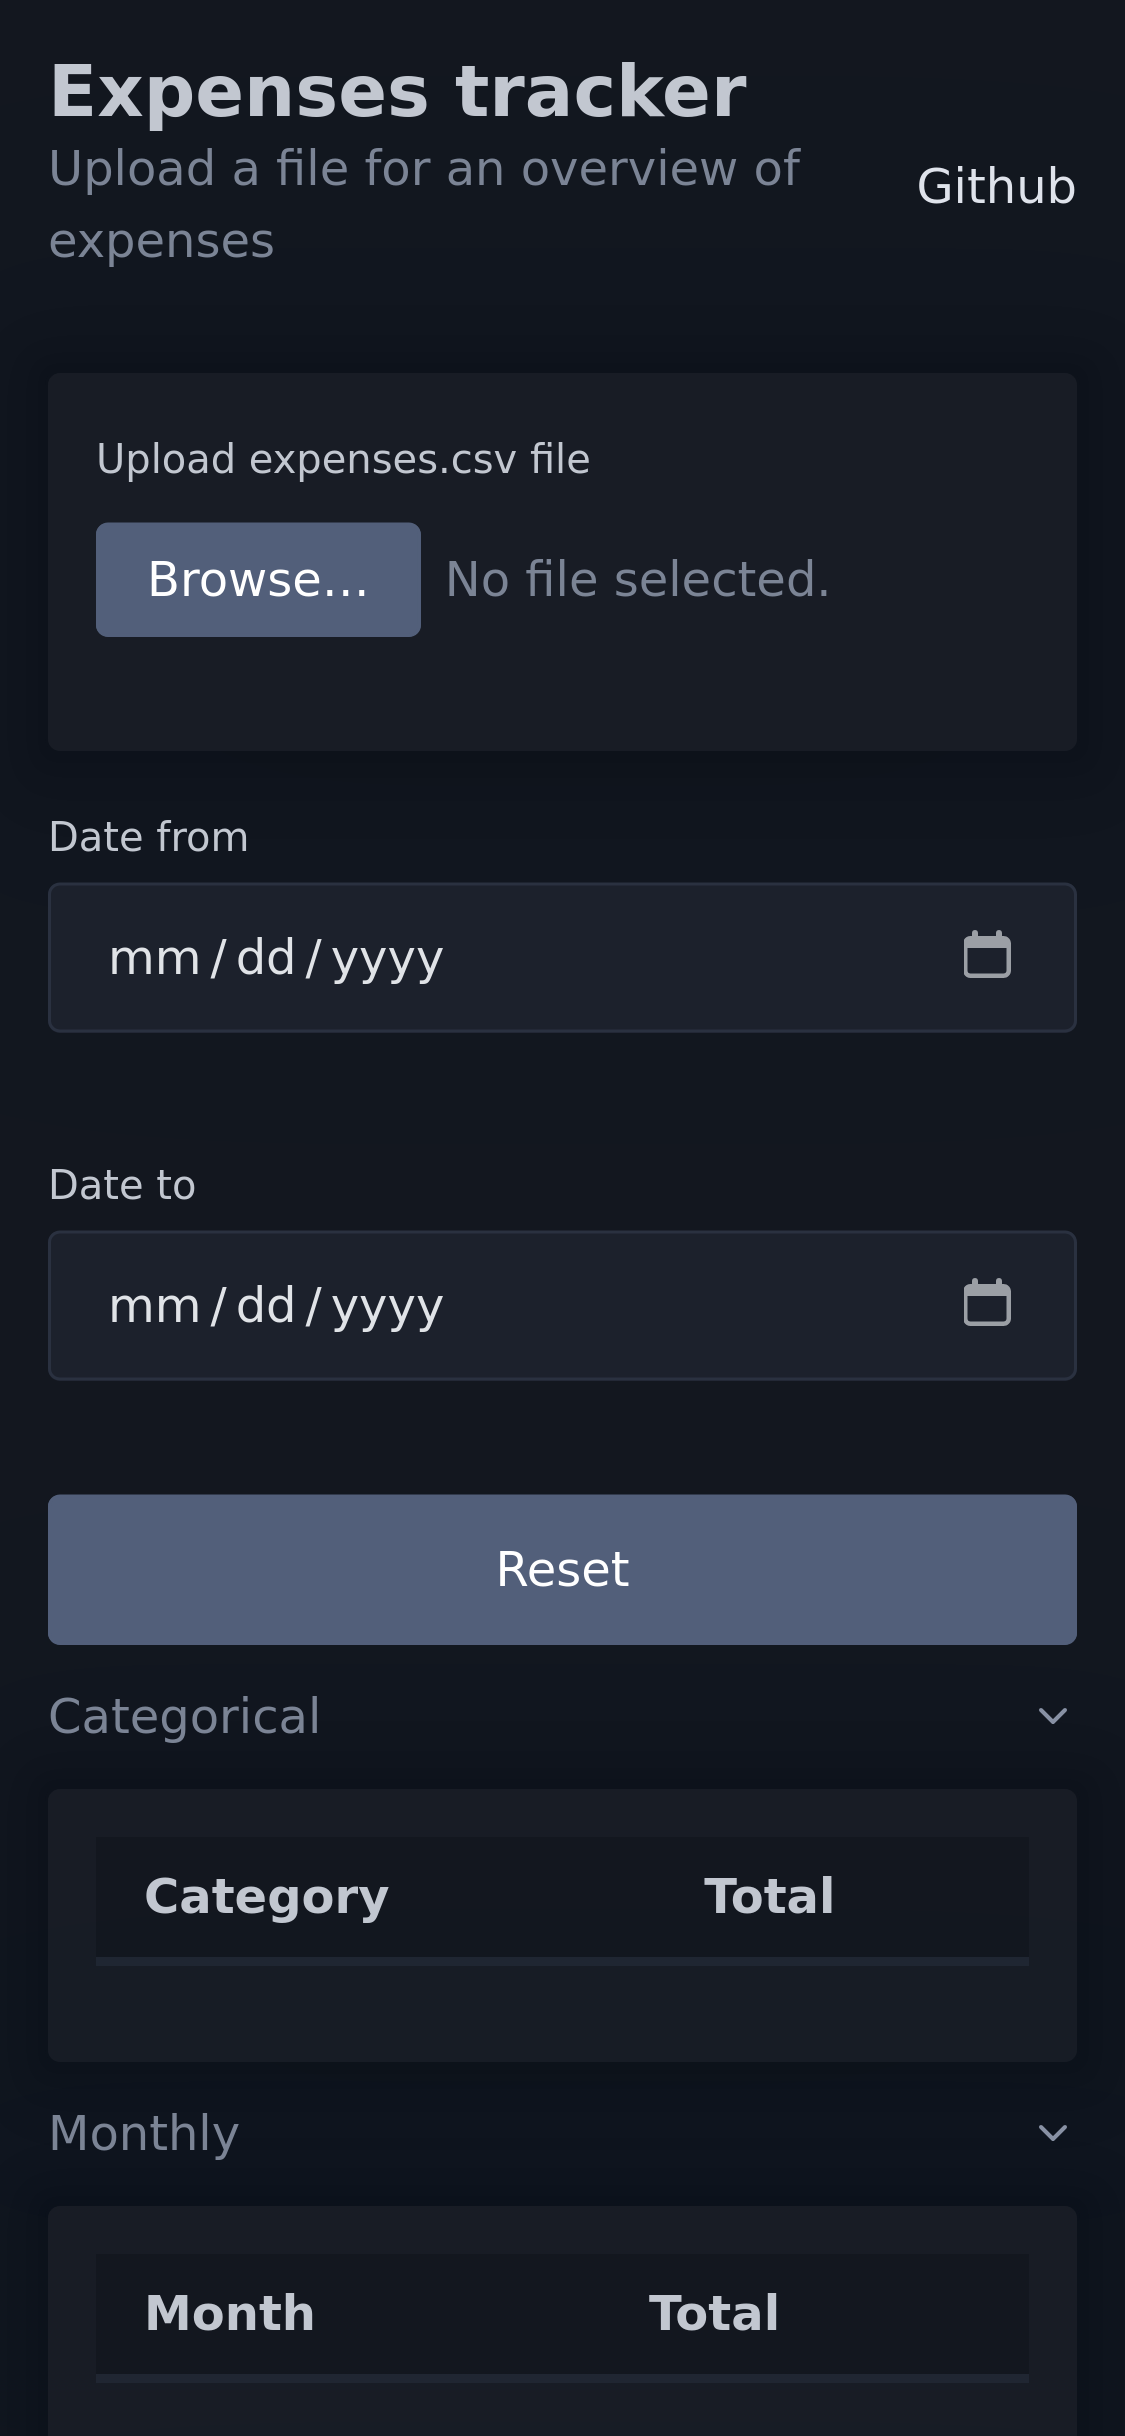 Expenses tracker
Upload a file for an overview of
expenses
Github
Upload expenses.csv file
Browse... No file selected.
Date from
mm/dd/yyyy
Date to
mm/dd/yyyy
Reset
Categorical
Category Total
Monthly
Month Total